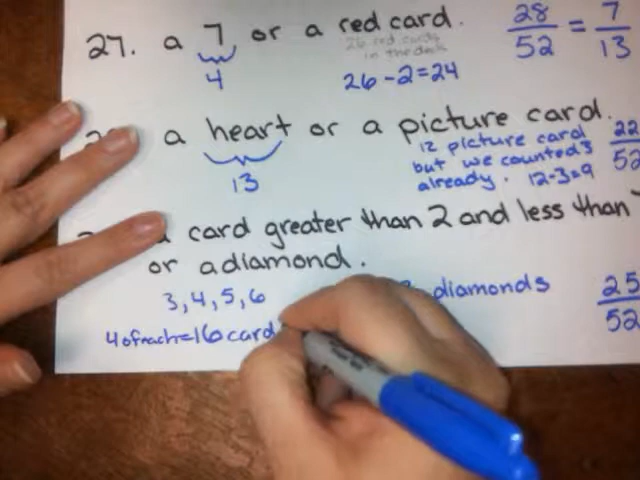 27. a 7 or a red card. 28/52 = 7/13
26 red cards
in the deck
4 26 - 2 = 24
a heart or a picture card. 22/52
12 picture card
but we counted 3
already. 12-3=9
13
card greater than 2 and less than
or a diamond.
3, 4, 5, 6 diamonds 25/52
4 of each = 16 card